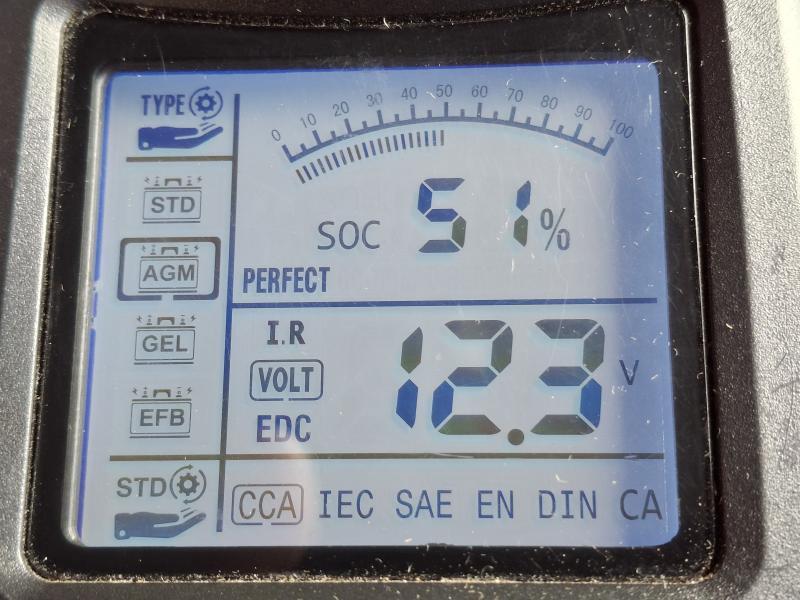 TYPE
0 10 20 30 40 50 60 70 80 90 100
STD
SOC 51%
AGM
PERFECT
GEL
I.R
VOLT
12.3 V
EFB
EDC
STD
CCA IEC SAE EN DIN CA